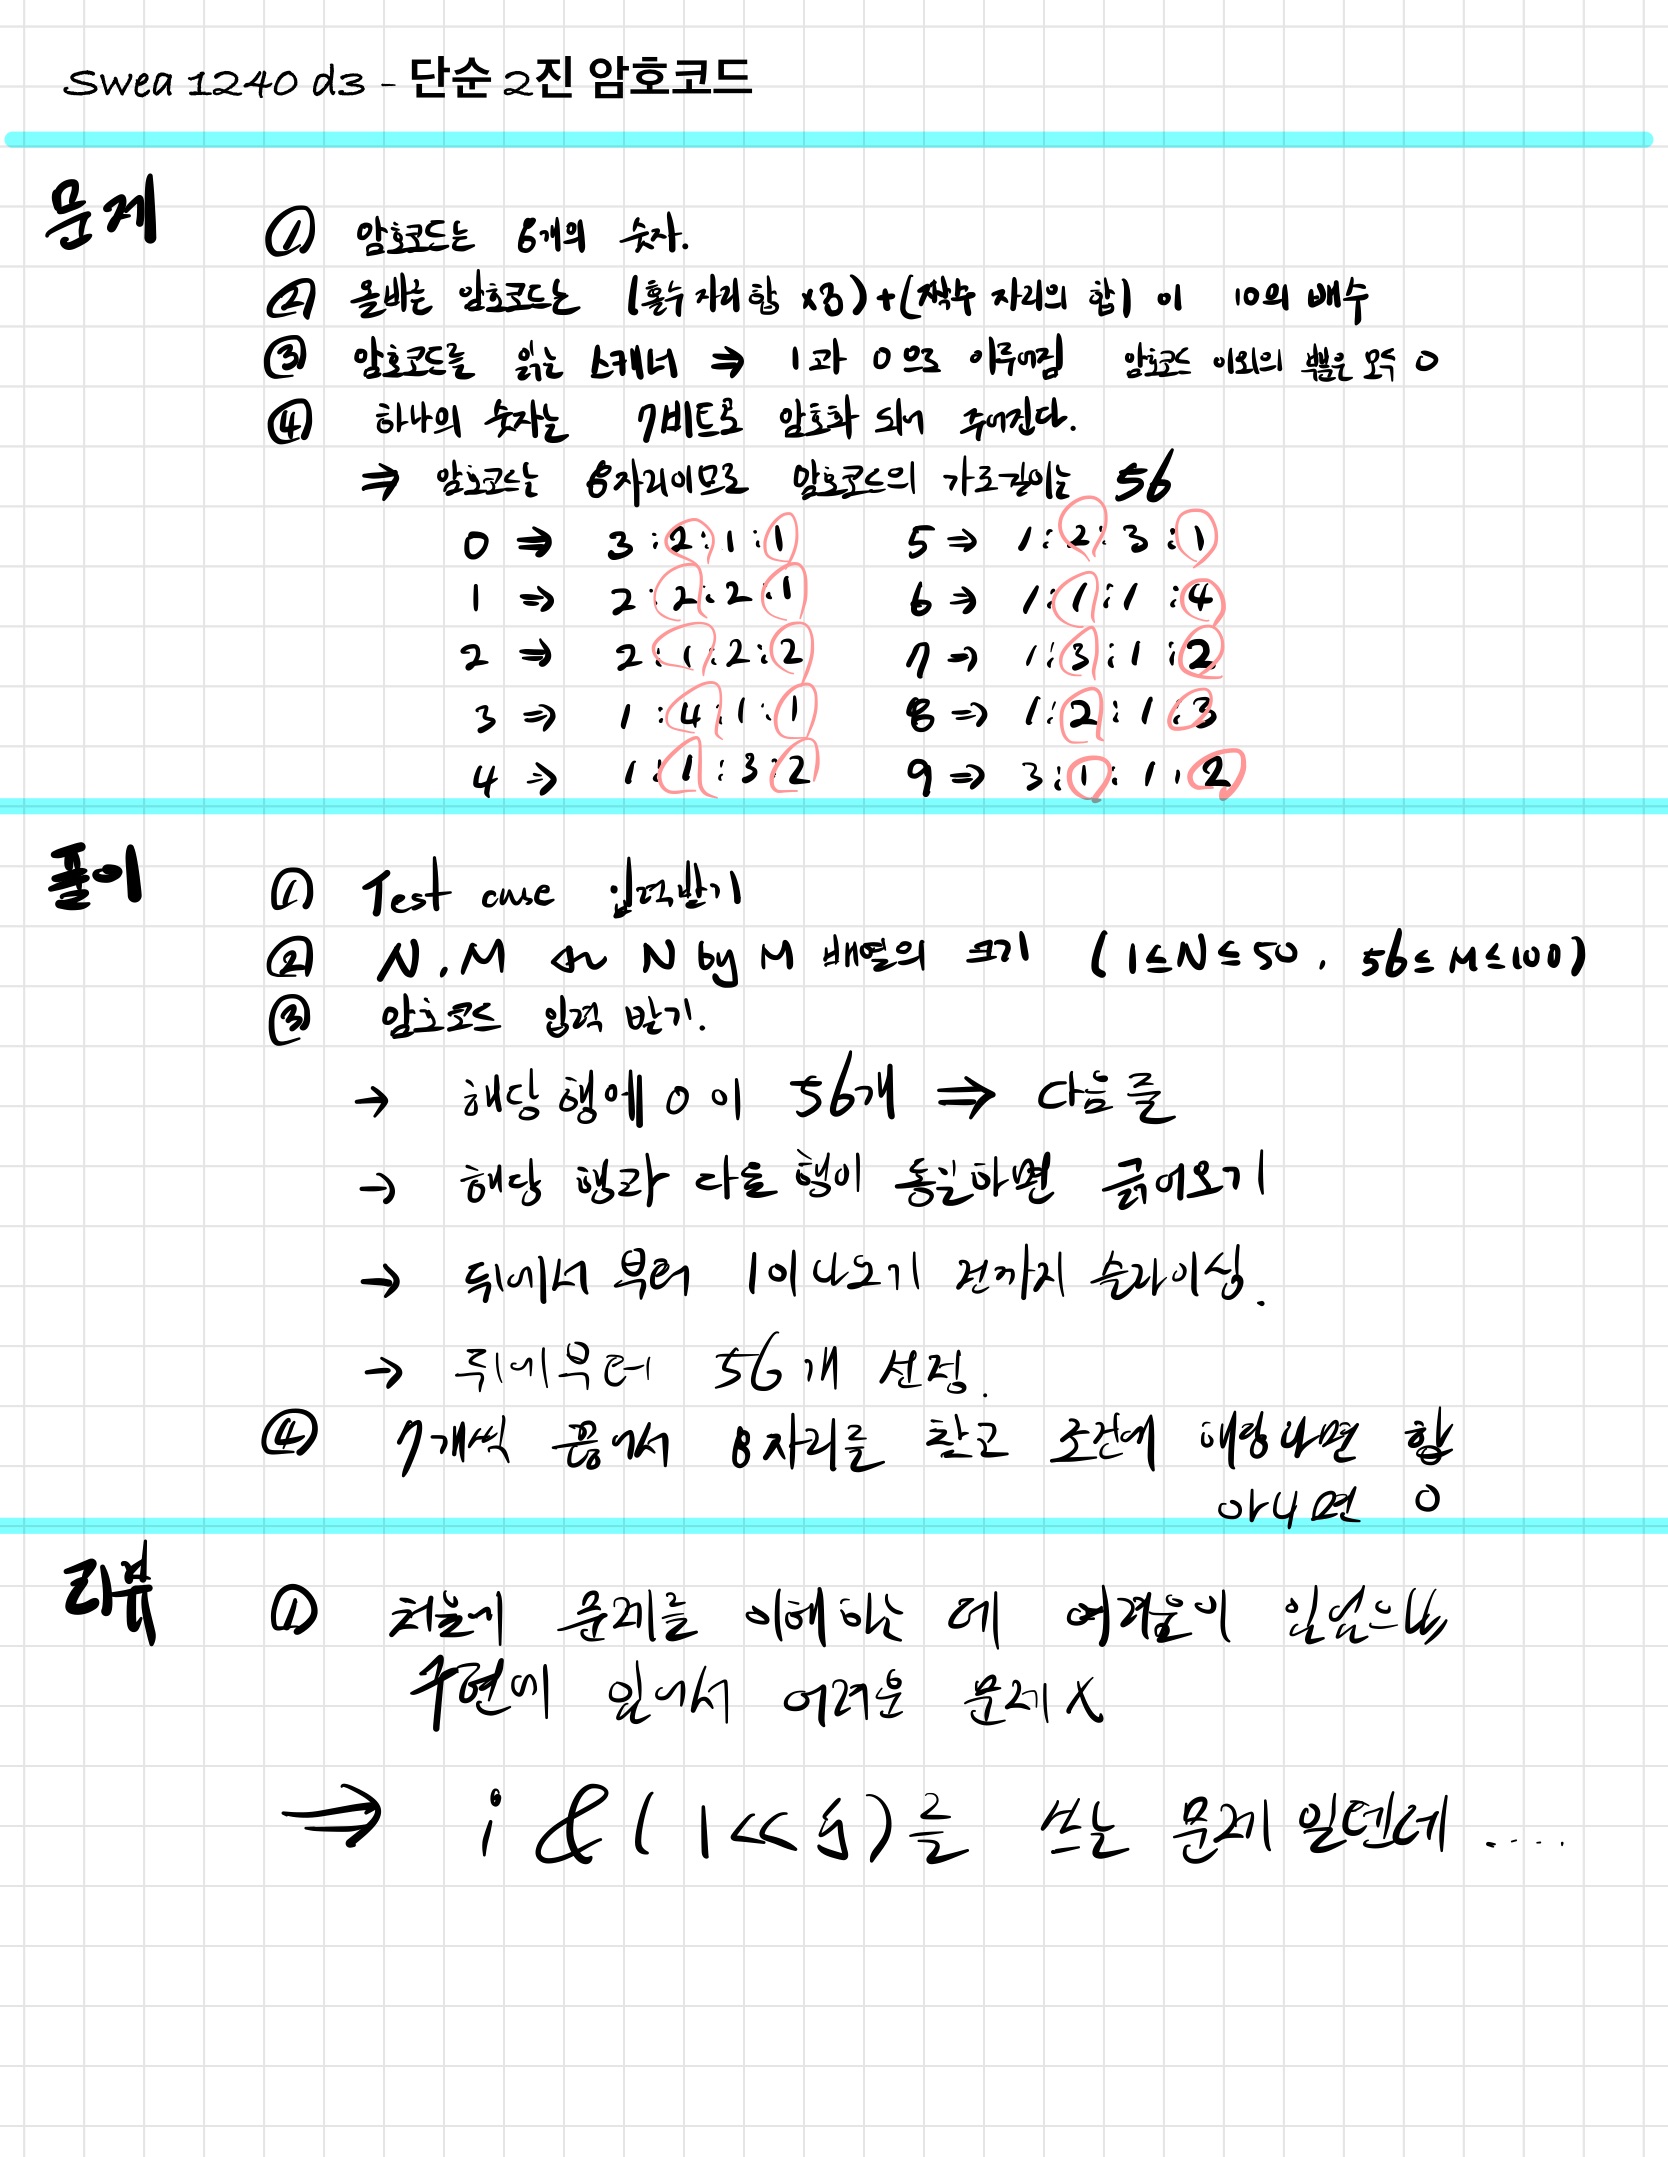 Swea 1240 d3 - 단순 2진 암호코드
문제
① 암호코드는 8개의 숫자.
② 올바른 암호코드는 (홀수 자리 합 x3)+(짝수 자리의 합) 이 10의 배수
③ 암호코드를 읽는 스캐너 ⇒ 1과 0으로 이루어짐 암호코드 이외의 부분은 모두 0
④ 하나의 숫자는 7비트로 암호화 되어 주어진다.
⇒ 암호코드는 8자리이므로 암호코드의 가로길이는 56
0 ⇒ 3:2:1:1 5 ⇒ 1:2:3:1
1 ⇒ 2:2:2:1 6 ⇒ 1:1:1:4
2 ⇒ 2:1:2:2 7 ⇒ 1:3:1:2
3 ⇒ 1:4:1:1 8 ⇒ 1:2:1:3
4 ⇒ 1:1:3:2 9 ⇒ 3:1:1:2
풀이
① Test case 입력받기
② N, M N by M 배열의 크기 (1≤N≤50, 56≤M≤100)
③ 암호코드 입력 받기.
→ 해당 행에 0이 56개 ⇒ 다음 줄
→ 해당 행과 다음 행이 동일하면 긁어오기
→ 뒤에서 부터 1이 나오기 전까지 슬라이싱.
→ 뒤에부터 56개 선정.
④ 7개씩 끊어서 8자리를 찾고 조건에 해당하면 합
아니면 0
리뷰
① 처음에 문제를 이해하는 데 어려움이 있었으나
구현에 있어서 어려운 문제 X
⇒ i & (1<<j)를 쓰는 문제일텐데 .....